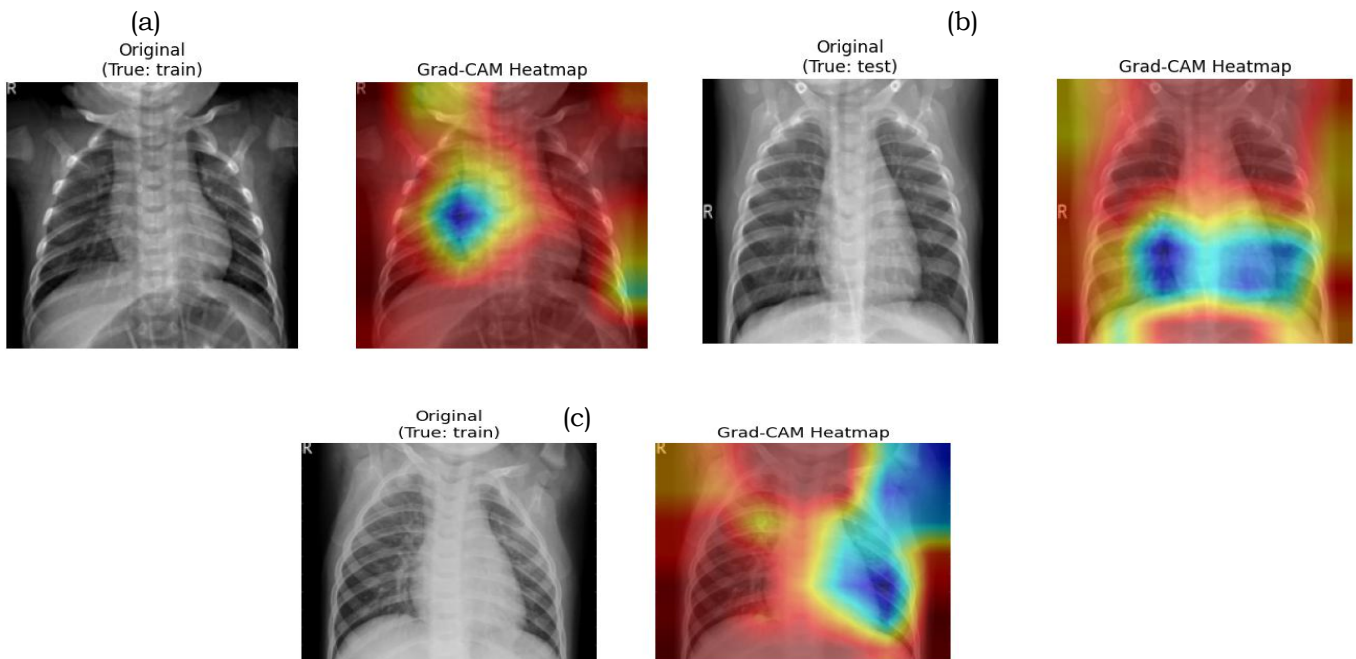 (a)
Original
(True: train)
Grad-CAM Heatmap
R
R
(b)
Original
(True: test)
Grad-CAM Heatmap
R
R
(c)
Original
(True: train)
Grad-CAM Heatmap
R
R